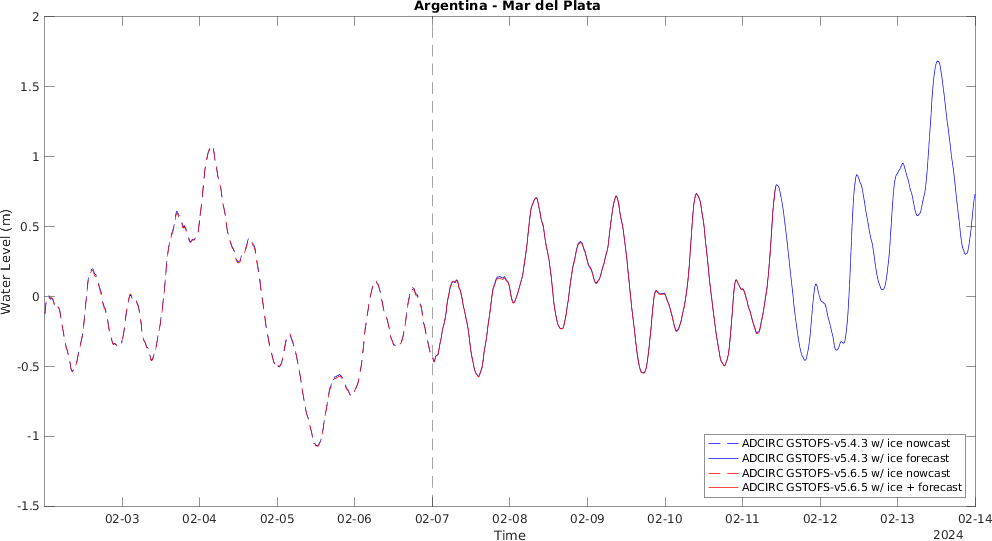 Argentina - Mar del Plata
2
1.5
1
0.5
0
-0.5
-1
-1.5
Water Level (m)
ADCIRC GSTOFS-v5.4.3 w/ ice nowcast
ADCIRC GSTOFS-v5.4.3 w/ ice forecast
ADCIRC GSTOFS-v5.6.5 w/ ice nowcast
ADCIRC GSTOFS-v5.6.5 w/ ice + forecast
02-03 02-04 02-05 02-06 02-07 02-08 02-09 02-10 02-11 02-12 02-13 02-14
Time
2024